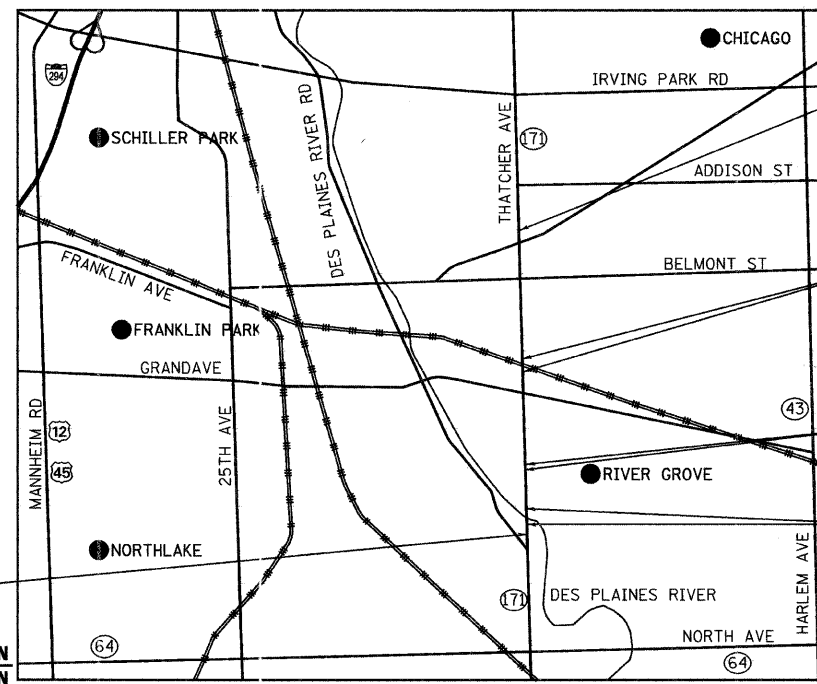 CHICAGO
IRVING PARK RD
294
SCHILLER PARK
DES PLAINES RIVER RD
THATCHER AVE
171
ADDISON ST
BELMONT ST
FRANKLIN AVE
FRANKLIN PARK
GRANDAVE
MANNHEIM RD
12
45
25TH AVE
43
RIVER GROVE
NORTHLAKE
171
DES PLAINES RIVER
HARLEM AVE
NORTH AVE
64
64
N
N